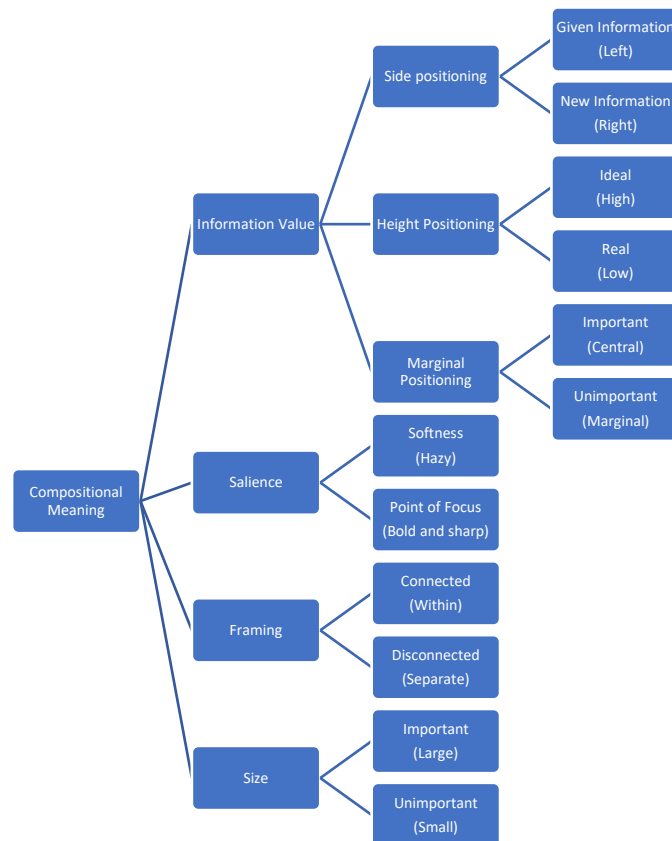 Given Information
(Left)
Side positioning
New Information
(Right)
Ideal
(High)
Information Value
Height Positioning
Real
(Low)
Important
(Central)
Marginal
Positioning
Unimportant
(Marginal)
Softness
(Hazy)
Compositional
Meaning
Salience
Point of Focus
(Bold and sharp)
Connected
(Within)
Framing
Disconnected
(Separate)
Important
(Large)
Size
Unimportant
(Small)